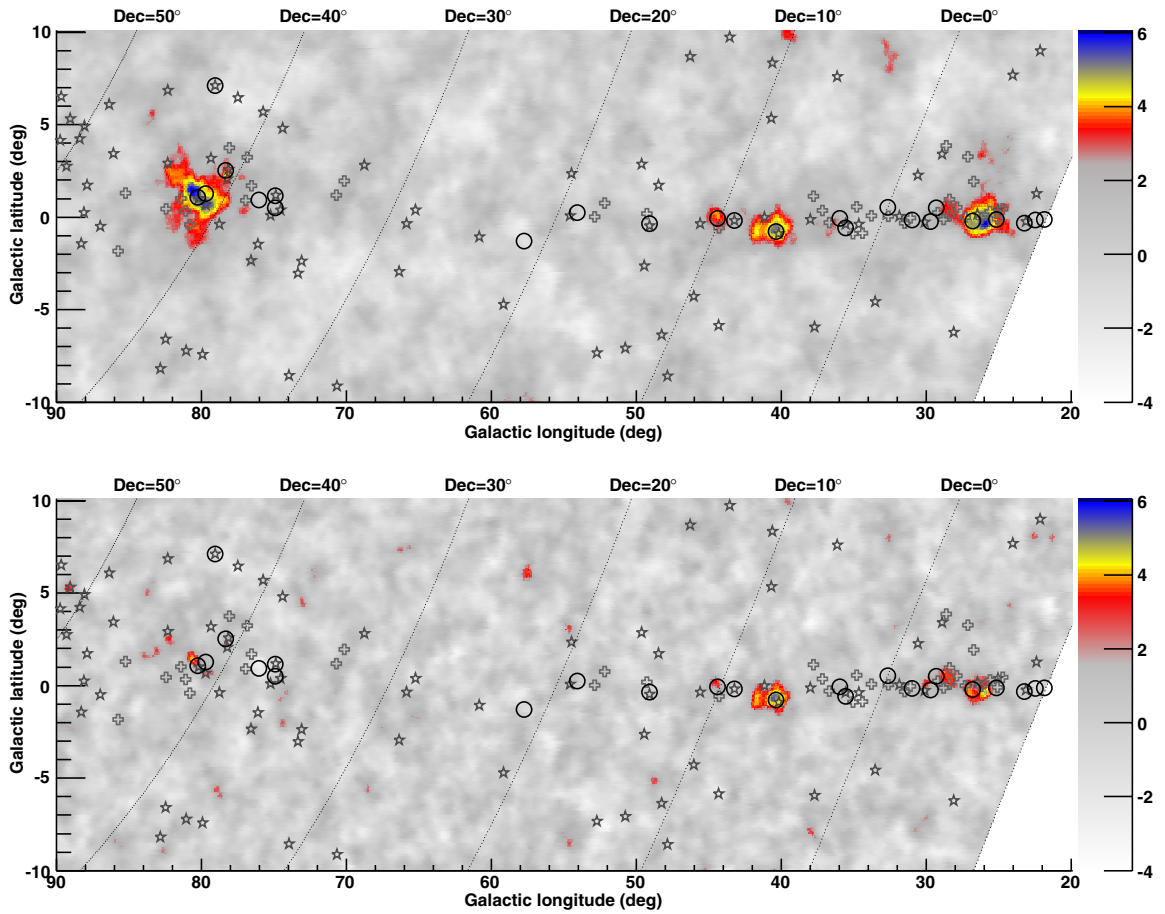 Dec=50° Dec=40° Dec=30° Dec=20° Dec=10° Dec=0°
10
5
0
-5
-10
Galactic latitude (deg)
90 80 70 60 50 40 30 20
Galactic longitude (deg)
6
4
2
0
-2
-4
Dec=50° Dec=40° Dec=30° Dec=20° Dec=10° Dec=0°
10
5
0
-5
-10
Galactic latitude (deg)
90 80 70 60 50 40 30 20
Galactic longitude (deg)
6
4
2
0
-2
-4